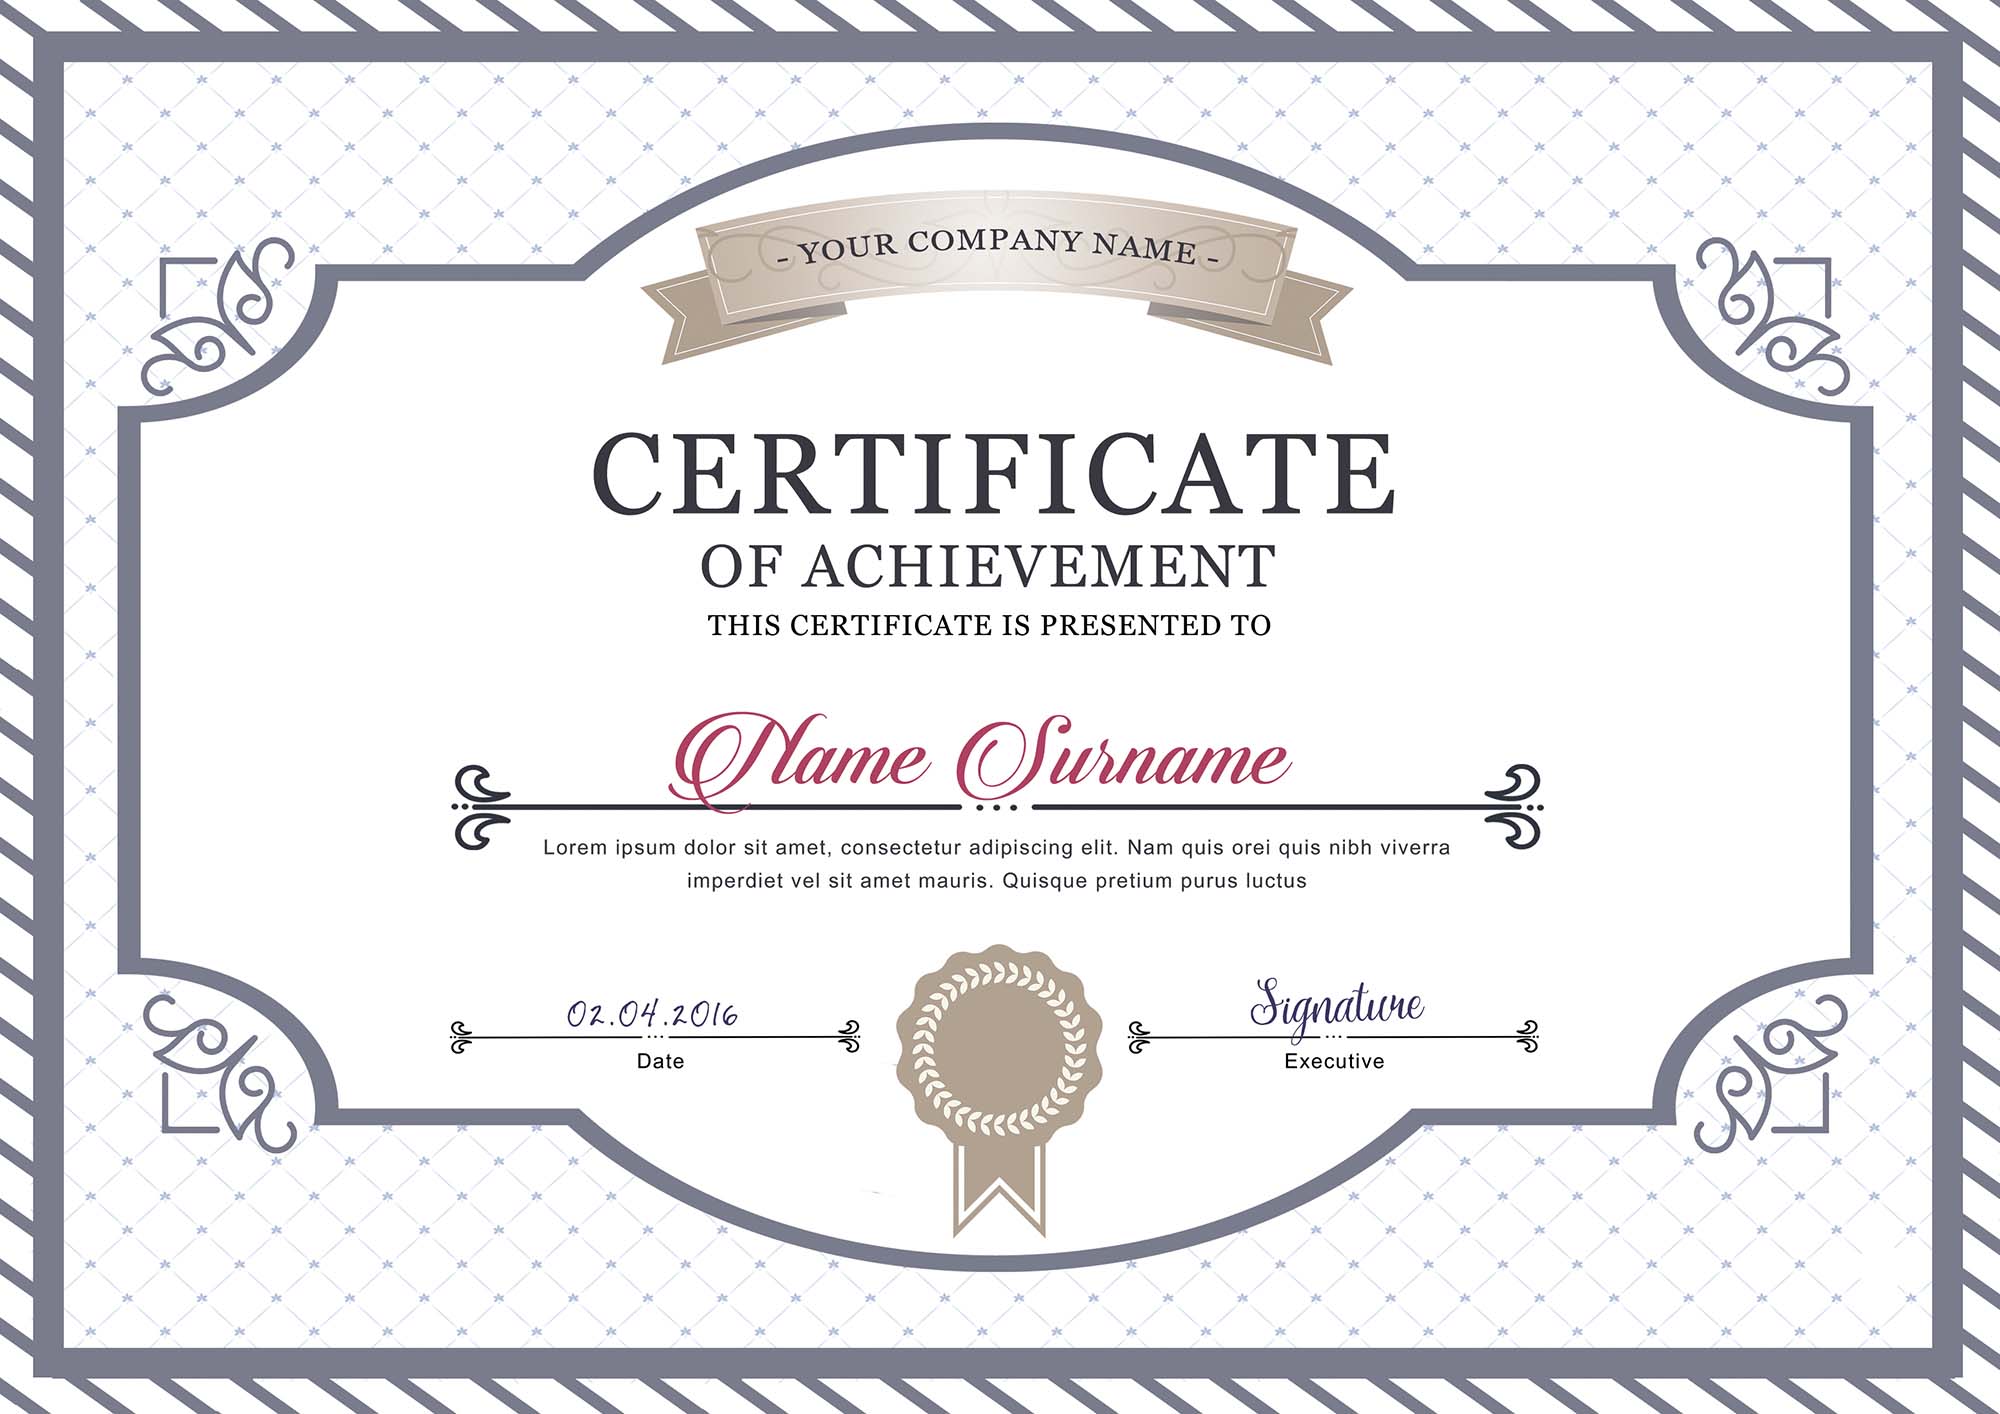 - YOUR COMPANY NAME -
CERTIFICATE
OF ACHIEVEMENT
THIS CERTIFICATE IS PRESENTED TO
Name Surname
Lorem ipsum dolor sit amet, consectetur adipiscing elit. Nam quis orei quis nibh viverra
imperdiet vel sit amet mauris. Quisque pretium purus luctus
02.04.2016 Signature
Date Executive